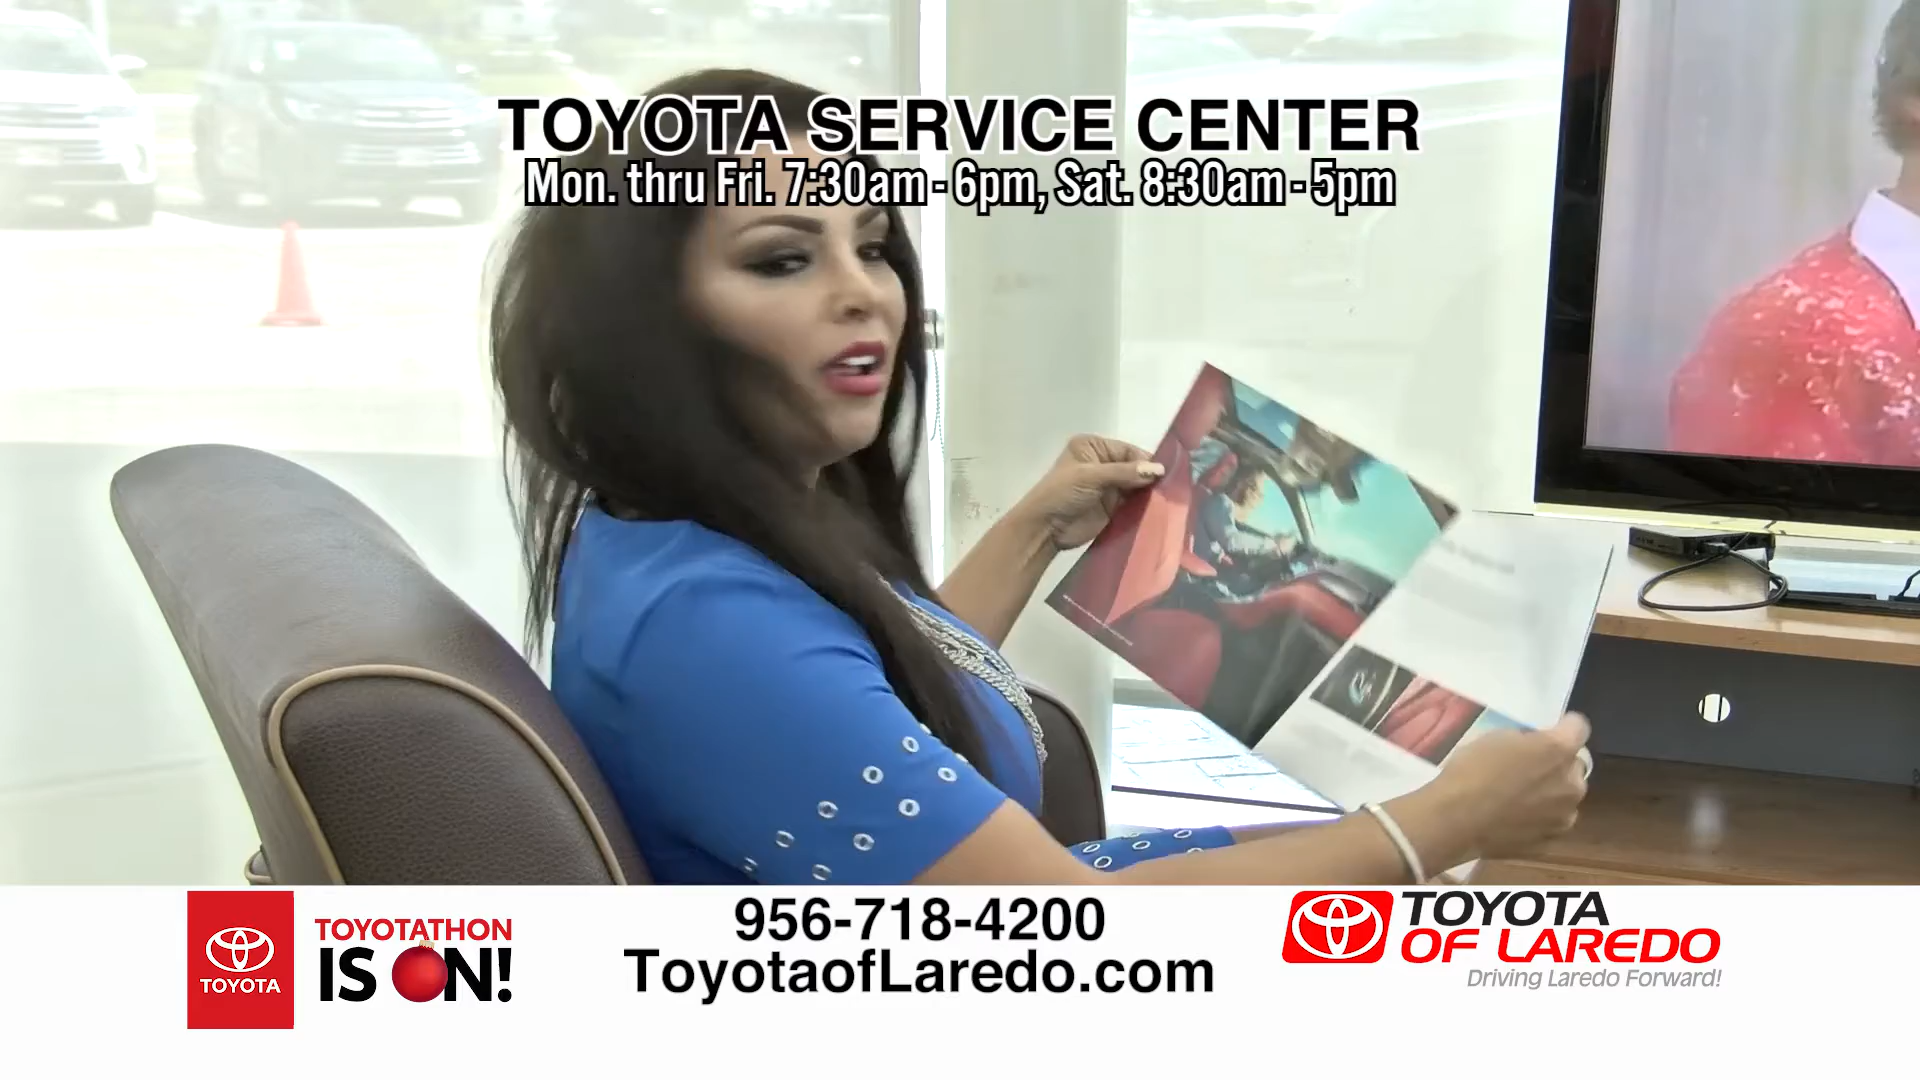 TOYOTA SERVICE CENTER
Mon. thru Fri. 7:30am - 6pm, Sat. 8:30am - 5pm
TOYOTA
TOYOTATHON
IS ON!
956-718-4200
ToyotaofLaredo.com
TOYOTA
OF LAREDO
Driving Laredo Forward!